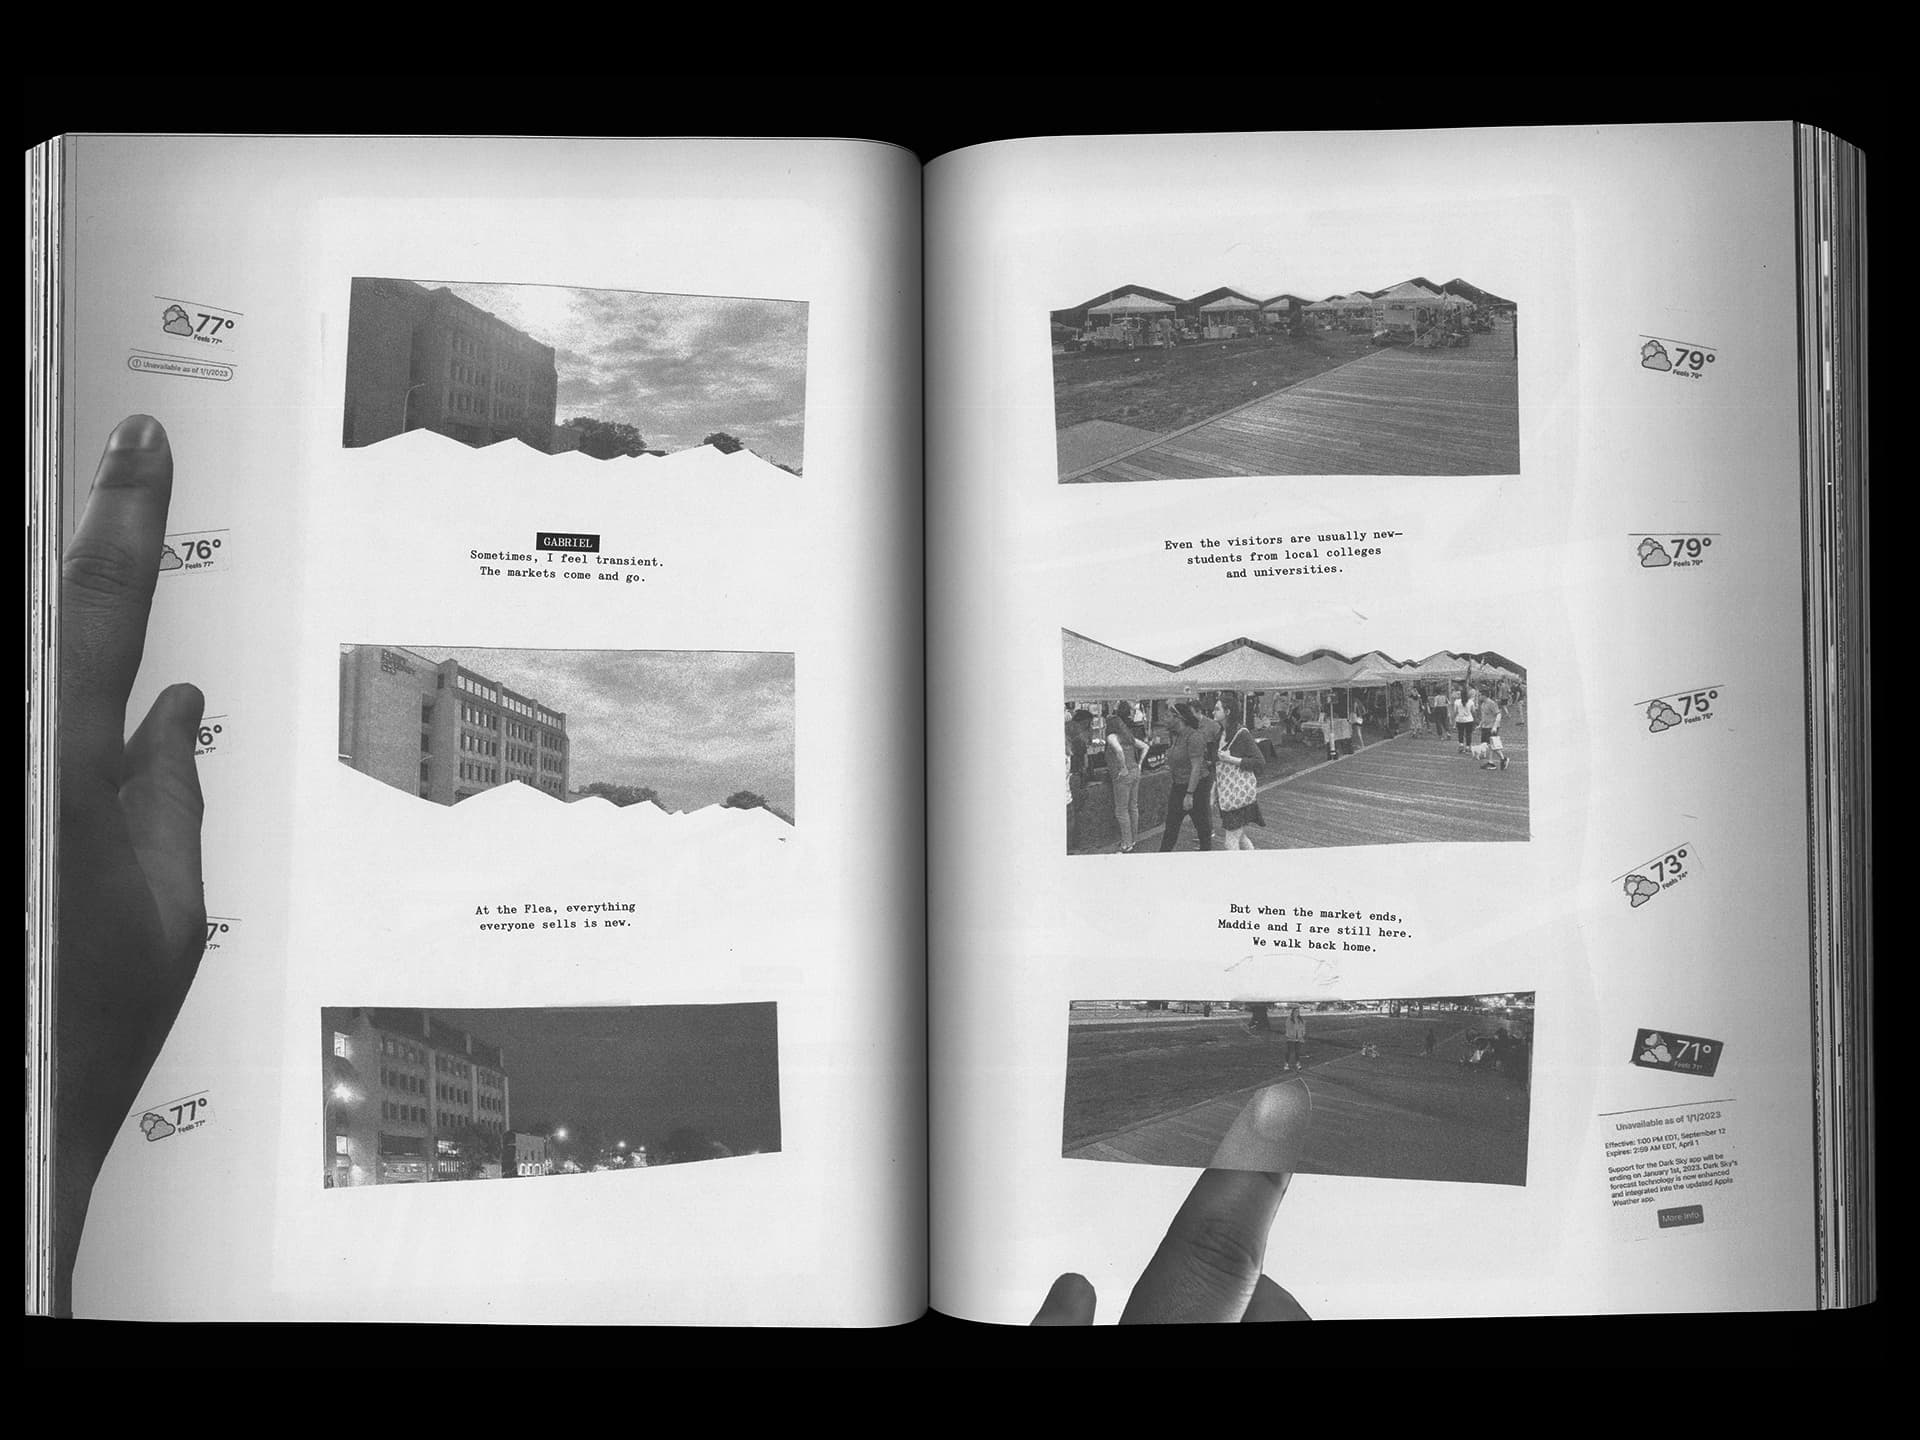 77°
Feels 77°
Unavailable as of 1/1/2023
76°
Feels 77°
6°
77°
7°
77°
77°
Feels 77°
GABRIEL
Sometimes, I feel transient.
The markets come and go.
At the Flea, everything
everyone sells is new.
Even the visitors are usually new—
students from local colleges
and universities.
But when the market ends,
Maddie and I are still here.
We walk back home.
79°
Feels 79°
79°
Feels 79°
75°
Feels 75°
73°
Feels 74°
71°
Feels 71°
Unavailable as of 1/1/2023
Effective: 1:00 PM EDT, September 12
Expires: 2:59 AM EDT, April 1
Support for the Dark Sky app will be
ending on January 1st, 2023. Dark Sky's
forecast technology is now enhanced
and integrated into the updated Apple
Weather app.
More Info